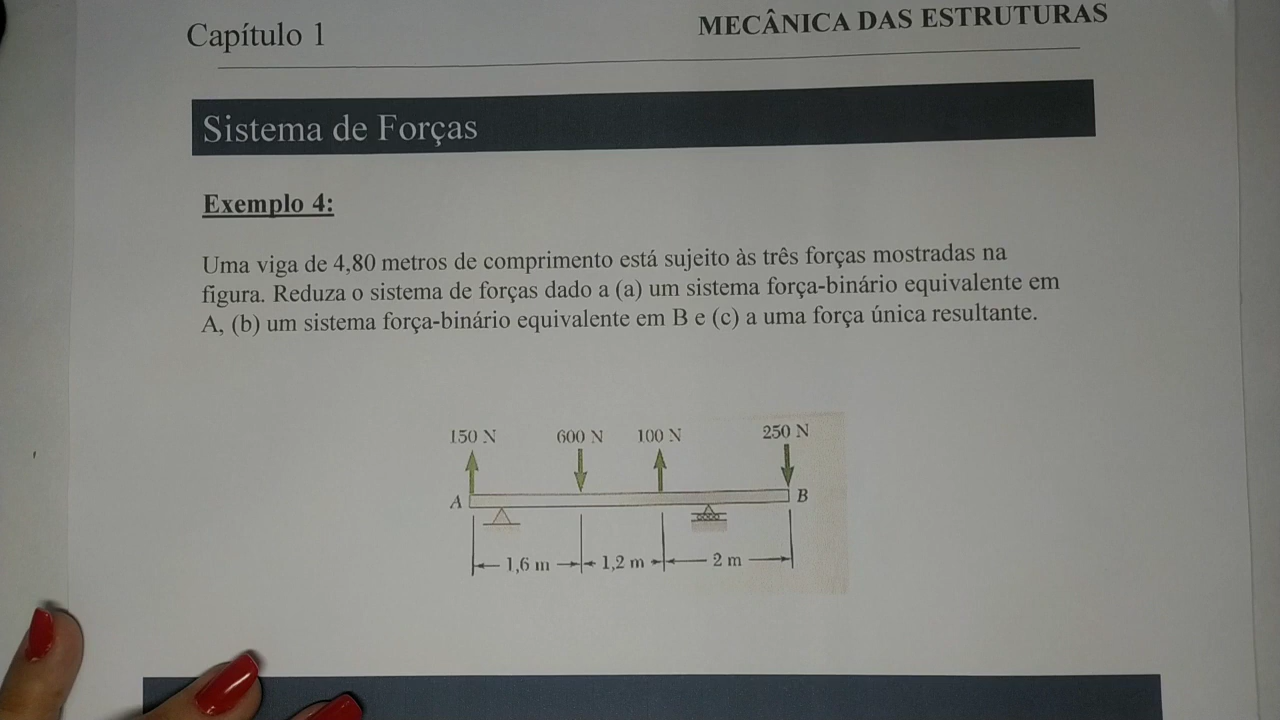 Capítulo 1
MECÂNICA DAS ESTRUTURAS
Sistema de Forças
Exemplo 4:
Uma viga de 4,80 metros de comprimento está sujeito às três forças mostradas na
figura. Reduza o sistema de forças dado a (a) um sistema força-binário equivalente em
A, (b) um sistema força-binário equivalente em B e (c) a uma força única resultante.
150 N 600 N 100 N 250 N
A B
1,6 m 1,2 m 2 m